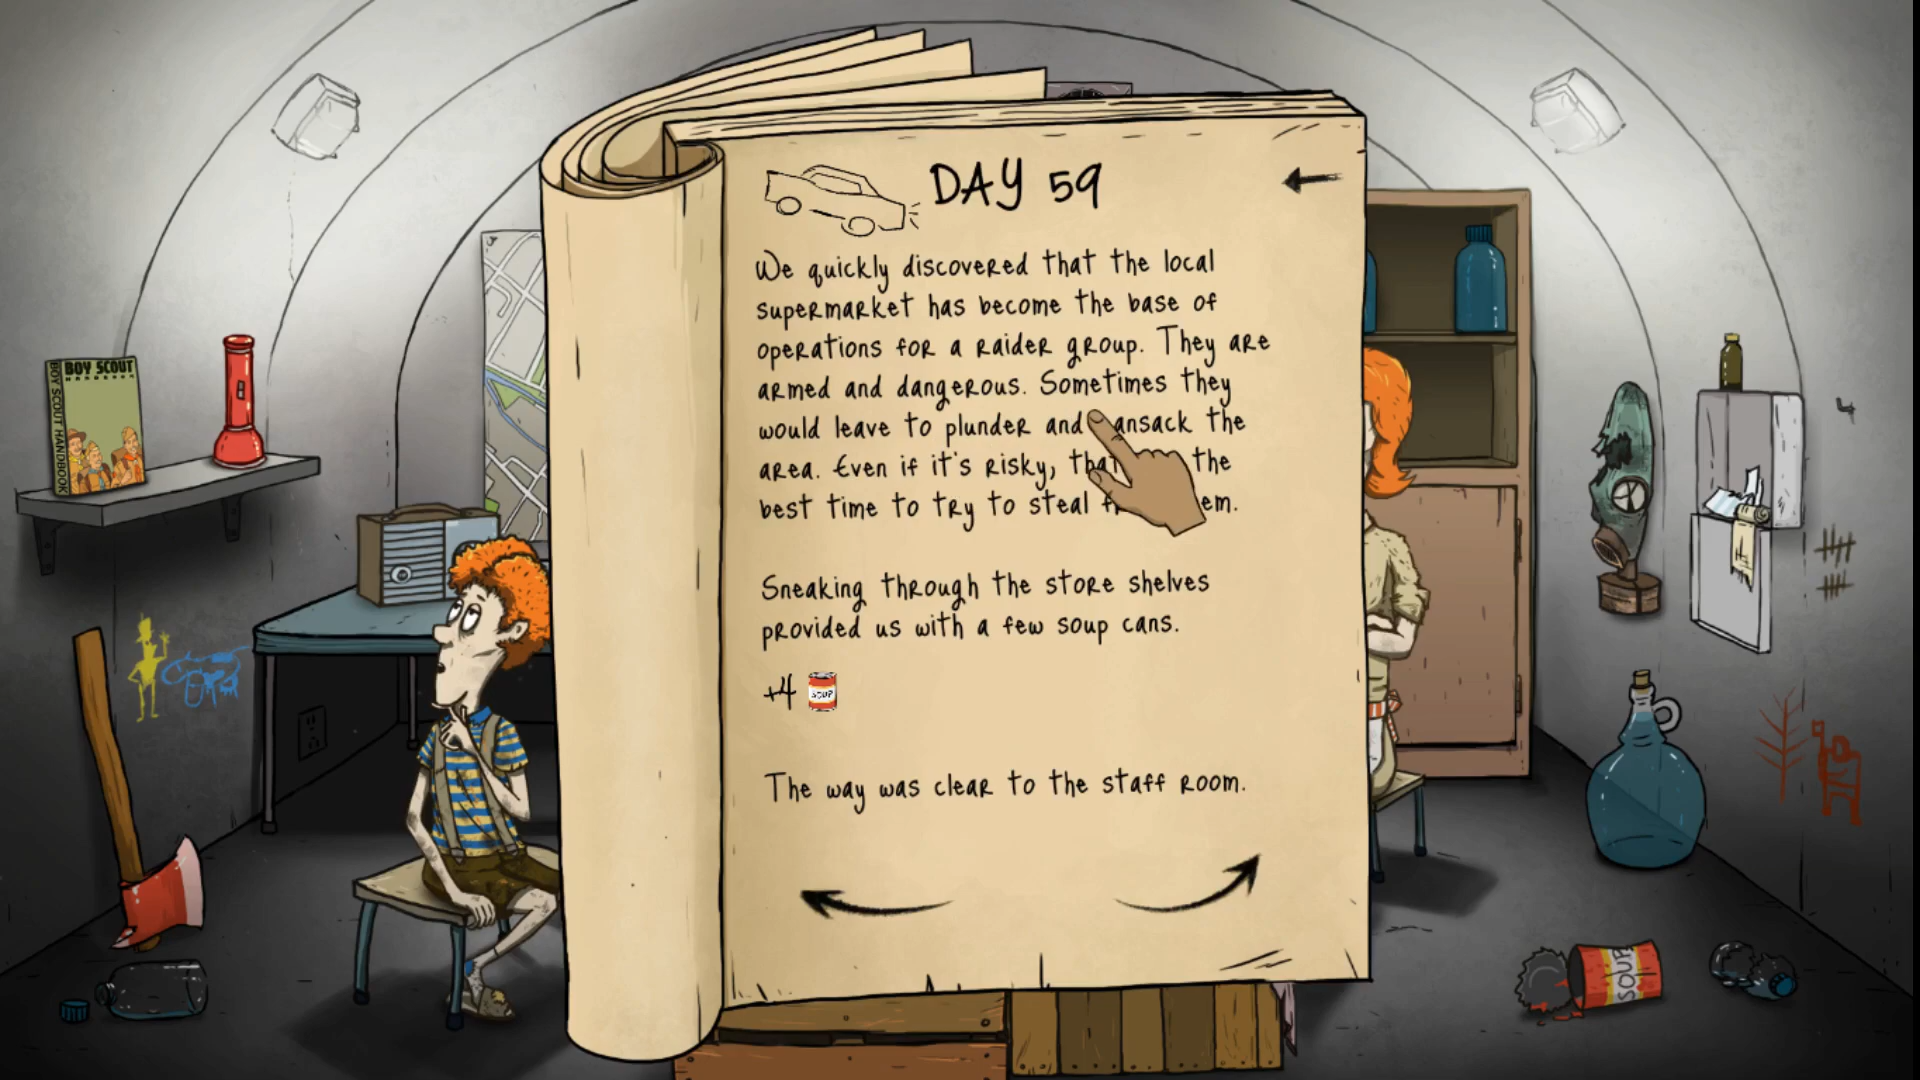 DAY 59
We quickly discovered that the local
supermarket has become the base of
operations for a raider group. They are
armed and dangerous. Sometimes they
would leave to plunder and ansack the
area. Even if it's risky, the
best time to try to steal em.
Sneaking through the store shelves
provided us with a few soup cans.
+4 SOUP
The way was clear to the staff room.
BOY SCOUT
BOY SCOUT HANDBOOK
SOUP